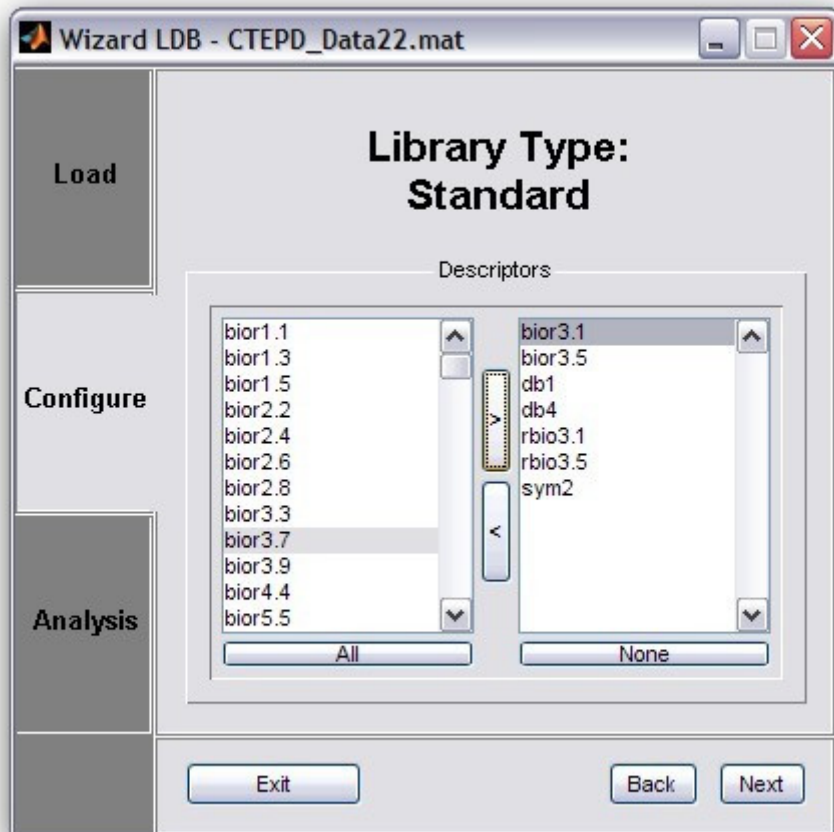 Wizard LDB - CTEPD_Data22.mat
Load
Configure
Analysis
Library Type:
Standard
Descriptors
bior1.1
bior1.3
bior1.5
bior2.2
bior2.4
bior2.6
bior2.8
bior3.3
bior3.7
bior3.9
bior4.4
bior5.5
All
>
<
bior3.1
bior3.5
db1
db4
rbio3.1
rbio3.5
sym2
None
Exit
Back
Next